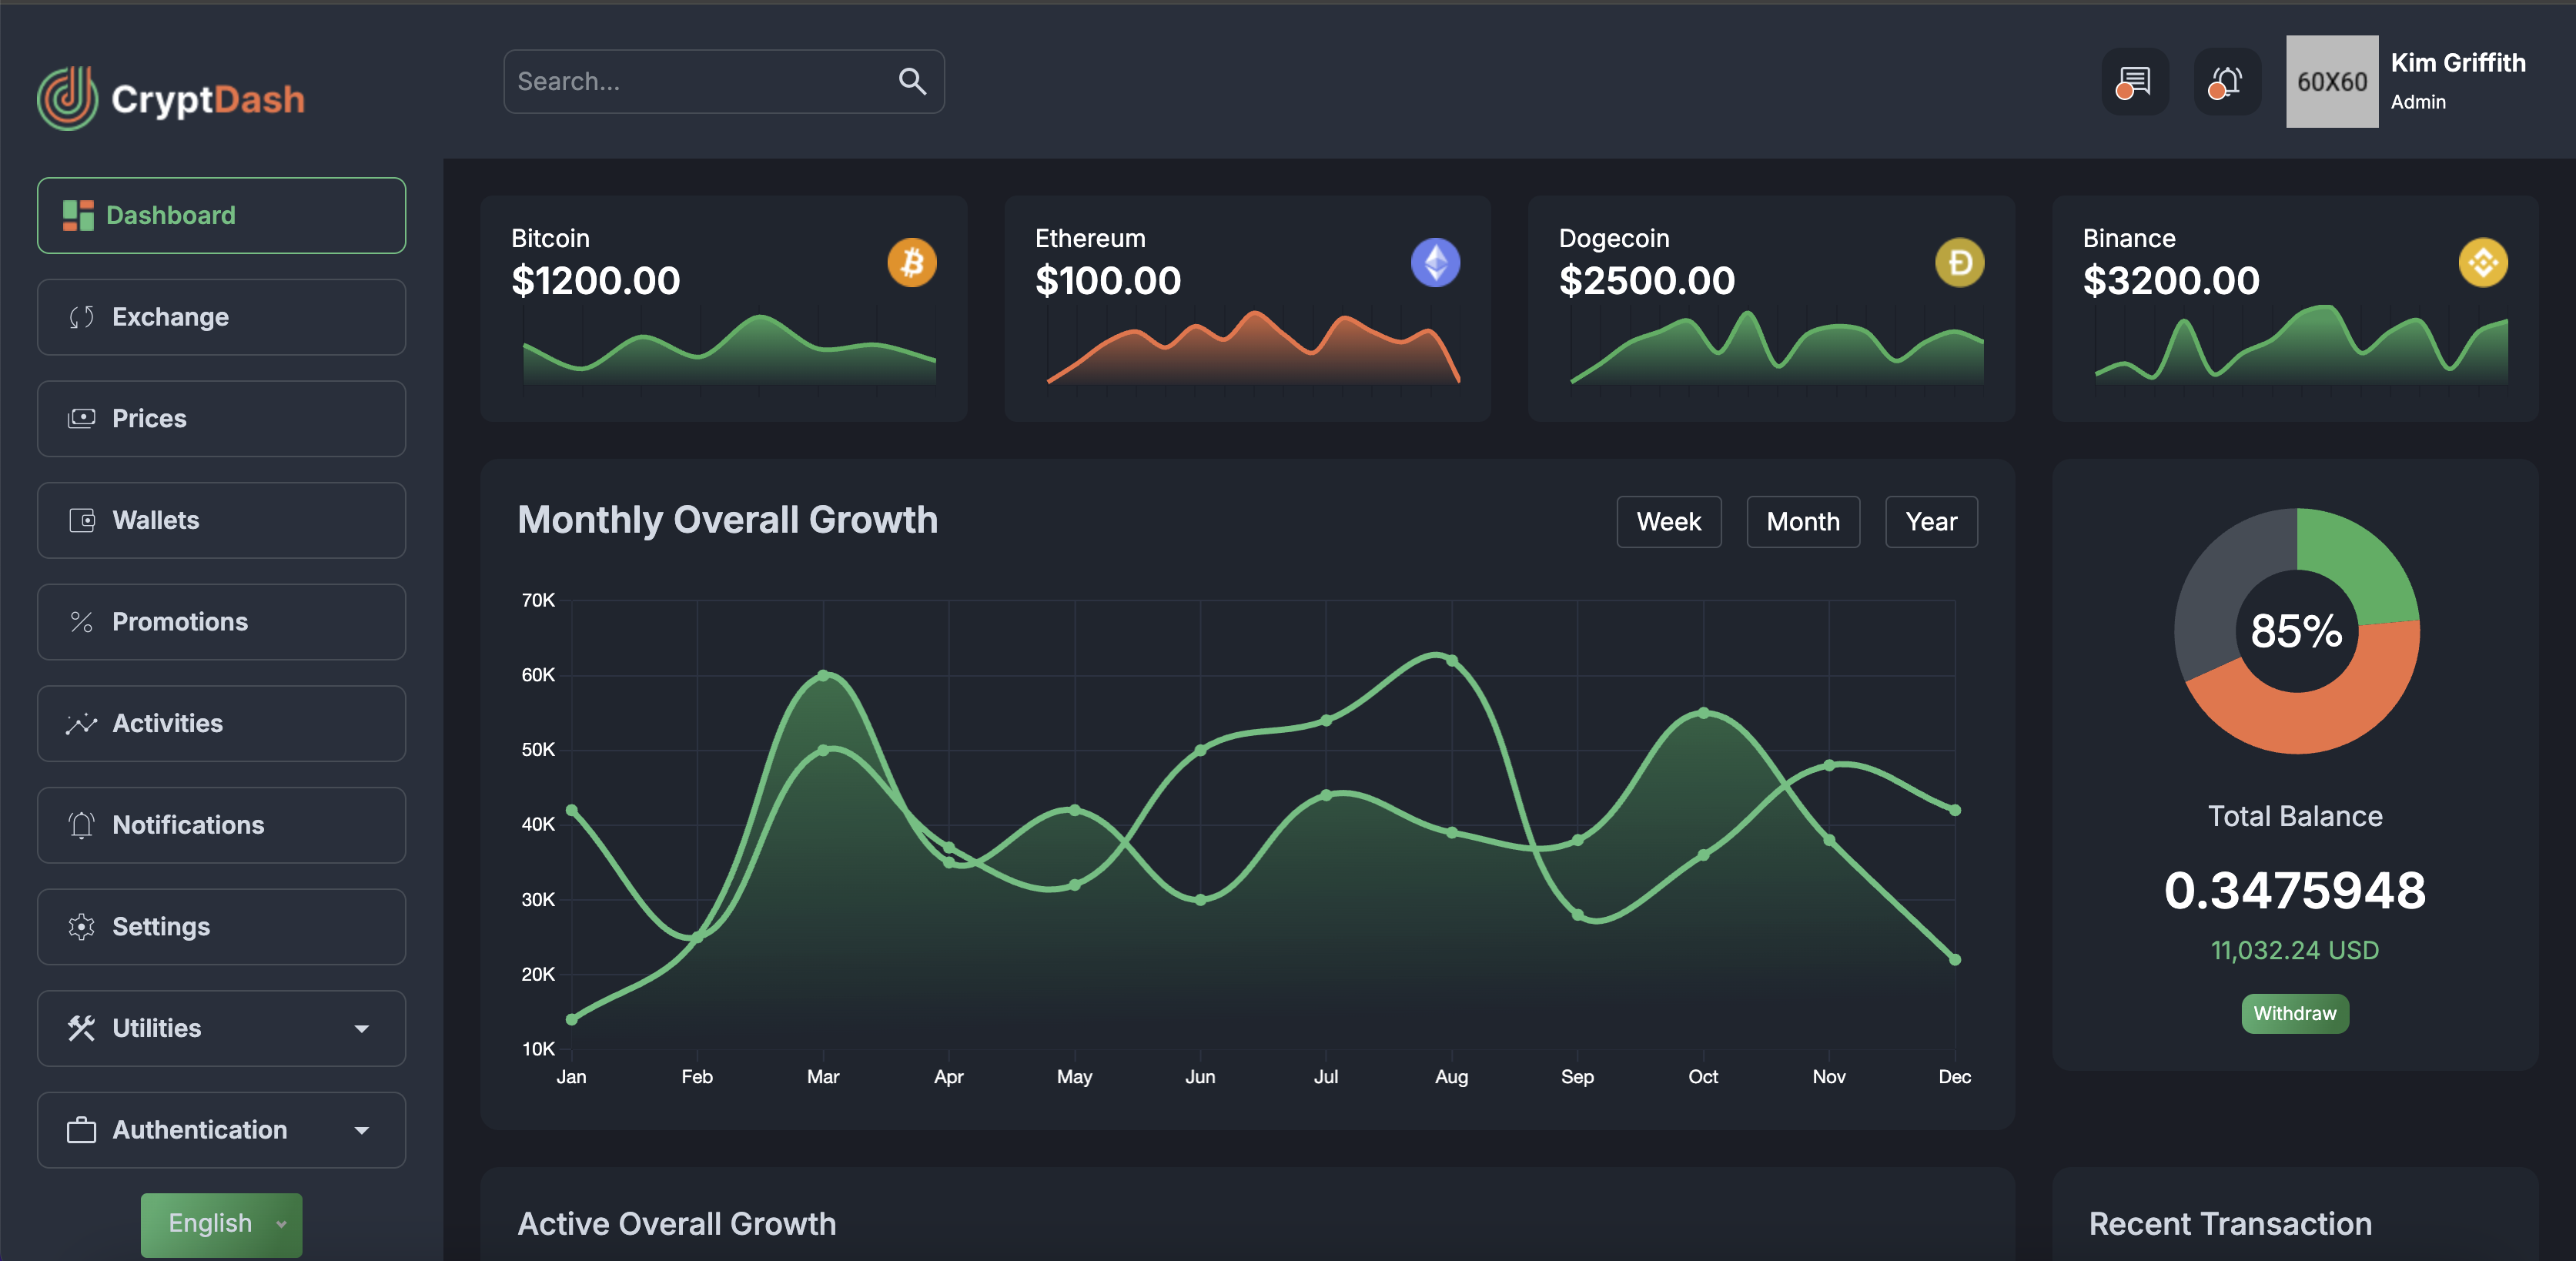 CryptDash
Search...
60X60
Kim Griffith
Admin
Dashboard
Exchange
Prices
Wallets
Promotions
Activities
Notifications
Settings
Utilities
Authentication
English
Bitcoin
$1200.00
Ethereum
$100.00
Dogecoin
$2500.00
Binance
$3200.00
Monthly Overall Growth
Week
Month
Year
70K
60K
50K
40K
30K
20K
10K
Jan
Feb
Mar
Apr
May
Jun
Jul
Aug
Sep
Oct
Nov
Dec
85%
Total Balance
0.3475948
11,032.24 USD
Withdraw
Active Overall Growth
Recent Transaction